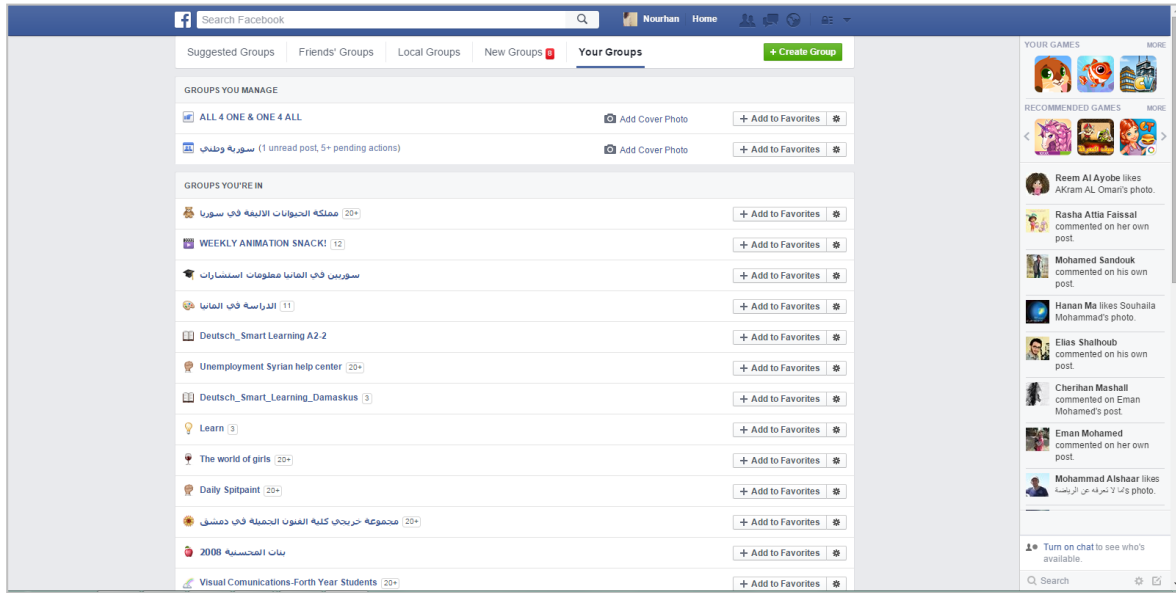 Search Facebook
Nourhan Home
Suggested Groups Friends' Groups Local Groups New Groups 8 Your Groups + Create Group
GROUPS YOU MANAGE
ALL 4 ONE & ONE 4 ALL Add Cover Photo + Add to Favorites
سورية وطني (1 unread post, 5+ pending actions) Add Cover Photo + Add to Favorites
GROUPS YOU'RE IN
مملكة الحيوانات الاليفة في سوريا 20+ + Add to Favorites
WEEKLY ANIMATION SNACK! 12 + Add to Favorites
سوريين في المانيا معلومات استشارات + Add to Favorites
الدراسة في المانيا 11 + Add to Favorites
Deutsch_Smart Learning A2-2 + Add to Favorites
Unemployment Syrian help center 20+ + Add to Favorites
Deutsch_Smart_Learning_Damaskus 3 + Add to Favorites
Learn 3 + Add to Favorites
The world of girls 20+ + Add to Favorites
Daily Spitpaint 20+ + Add to Favorites
مجموعة خريجي كلية الفنون الجميلة في دمشق 20+ + Add to Favorites
بنات المحسنية 2008 + Add to Favorites
Visual Comunications-Forth Year Students 20+ + Add to Favorites
YOUR GAMES MORE
RECOMMENDED GAMES MORE
Reem Al Ayobe likes
AKram AL Omari's photo.
Rasha Attia Faissal
commented on her own
post.
Mohamed Sandouk
commented on his own
post.
Hanan Ma likes Souhaila
Mohammad's photo.
Elias Shalhoub
commented on his own
post.
Cherihan Mashall
commented on Eman
Mohamed's post.
Eman Mohamed
commented on her own
post.
Mohammad Alshaar likes
ما لا تعرفه عن الرياضة's photo.
Turn on chat to see who's
available.
Search